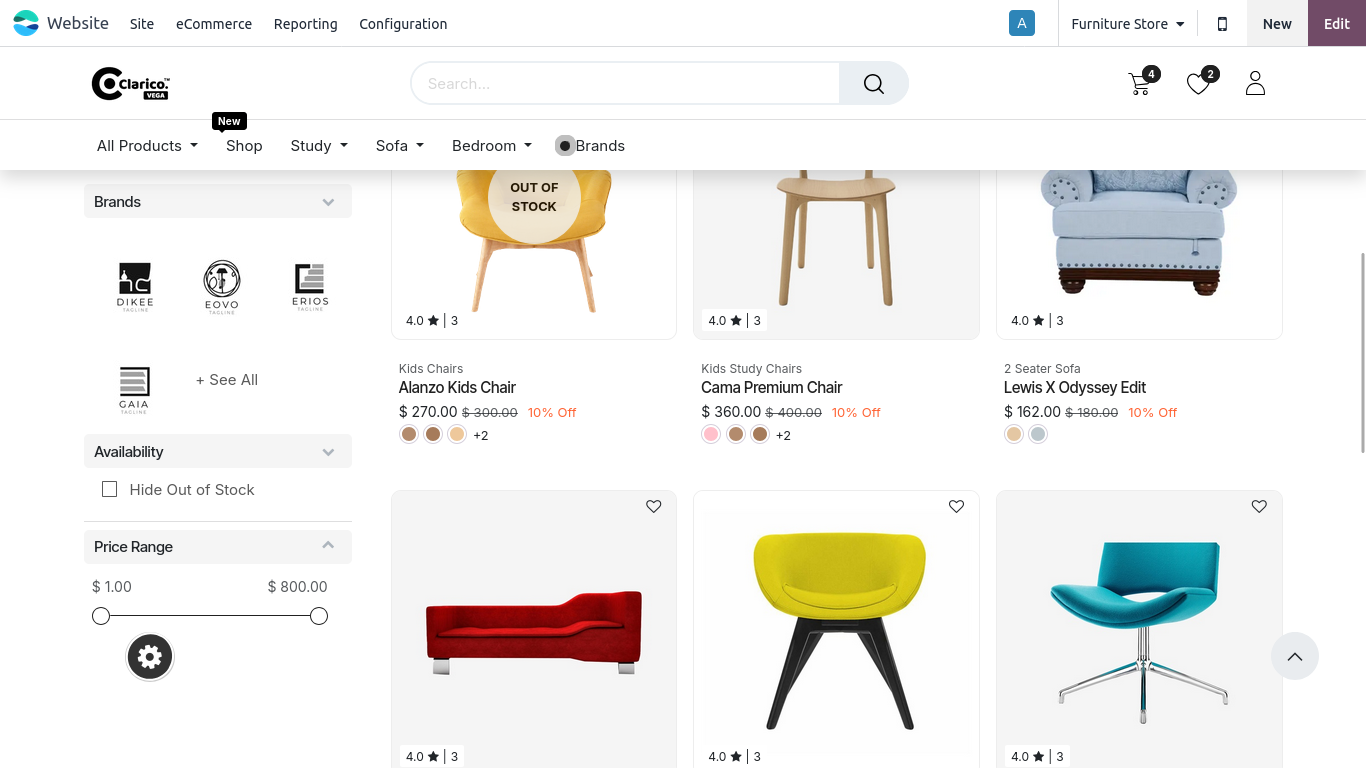 Website Site eCommerce Reporting Configuration A Furniture Store New Edit
Clarico.™
VEGA
Search...
4
2
New
All Products Shop Study Sofa Bedroom Brands
Brands
DIKEE
TAGLINE
EOVO
TAGLINE
ERIOS
TAGLINE
GAIA
TAGLINE
+ See All
Availability
Hide Out of Stock
Price Range
$ 1.00 $ 800.00
OUT OF
STOCK
4.0 ★ | 3
Kids Chairs
Alanzo Kids Chair
$ 270.00 $ 300.00 10% Off
+2
4.0 ★ | 3
Kids Study Chairs
Cama Premium Chair
$ 360.00 $ 400.00 10% Off
+2
4.0 ★ | 3
2 Seater Sofa
Lewis X Odyssey Edit
$ 162.00 $ 180.00 10% Off
4.0 ★ | 3
4.0 ★ | 3
4.0 ★ | 3